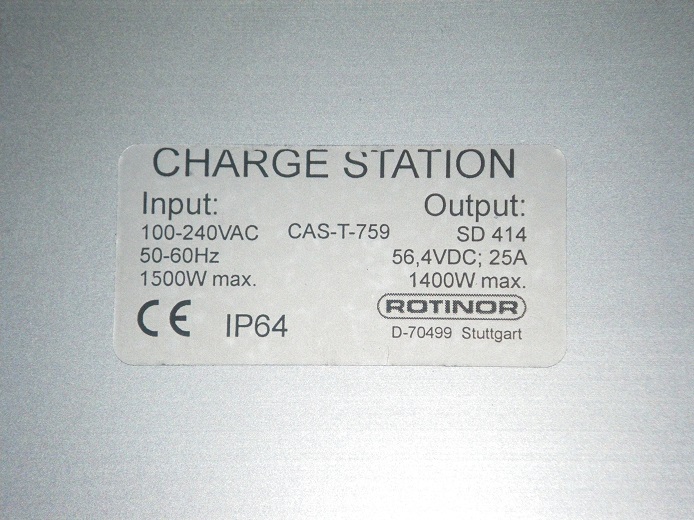 CHARGE STATION
Input: Output:
100-240VAC CAS-T-759 SD 414
50-60Hz 56,4VDC; 25A
1500W max. 1400W max.
CE IP64 ROTINOR
D-70499 Stuttgart